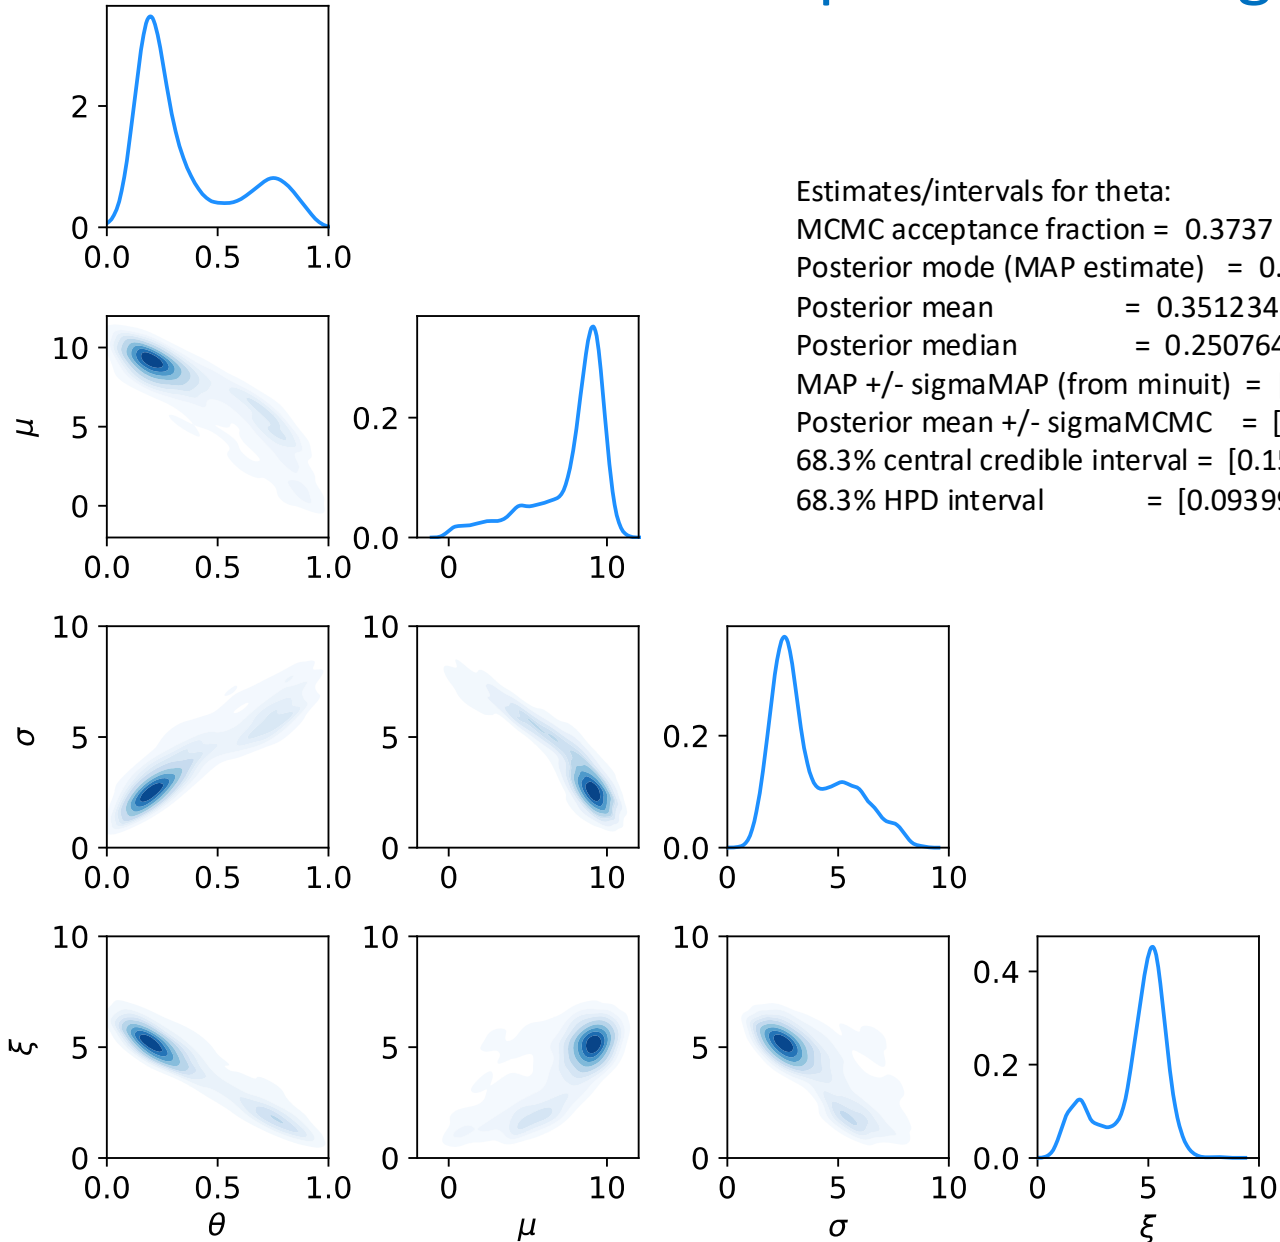 2
0
0.0 0.5 1.0
Estimates/intervals for theta:
MCMC acceptance fraction = 0.3737
Posterior mode (MAP estimate) = 0.
Posterior mean = 0.351234
Posterior median = 0.250764
MAP +/- sigmaMAP (from minuit) =
Posterior mean +/- sigmaMCMC = [
68.3% central credible interval = [0.15
68.3% HPD interval = [0.09399
10
μ 5
0
0.2
0.0
0.0 0.5 1.0 0 10
10 10
σ 5 5 0.2
0 0 0.0
0.0 0.5 1.0 0 10 0 5 10
10 10 10
0.4
ξ 5 5 5
0.2
0 0 0 0.0
0.0 0.5 1.0 0 10 0 5 10 0 5 10
θ μ σ ξ